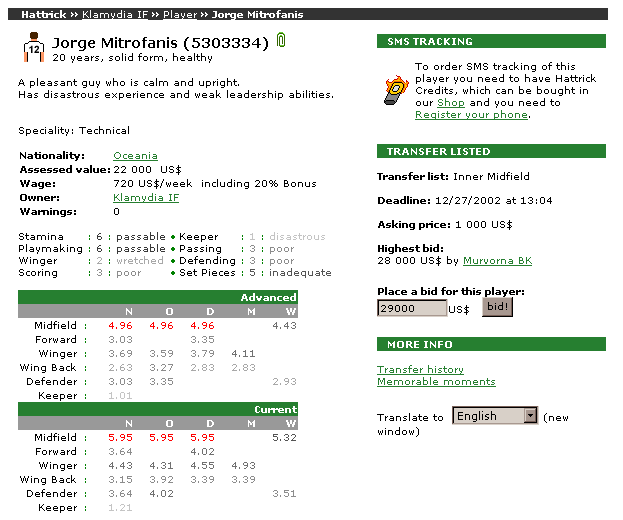 Hattrick » Klamydia IF » Player » Jorge Mitrofanis
12
Jorge Mitrofanis (5303334)
20 years, solid form, healthy
A pleasant guy who is calm and upright.
Has disastrous experience and weak leadership abilities.
Speciality: Technical
Nationality: Oceania
Assessed value: 22 000 US$
Wage: 720 US$/week including 20% Bonus
Owner: Klamydia IF
Warnings: 0
Stamina : 6 : passable • Keeper : 1 : disastrous
Playmaking : 6 : passable • Passing : 3 : poor
Winger : 2 : wretched • Defending : 3 : poor
Scoring : 3 : poor • Set Pieces : 5 : inadequate
Advanced
N O D M W
Midfield : 4.96 4.96 4.96 4.43
Forward : 3.03 3.35
Winger : 3.69 3.59 3.79 4.11
Wing Back : 2.63 3.27 2.83 2.83
Defender : 3.03 3.35 2.93
Keeper : 1.01
Current
N O D M W
Midfield : 5.95 5.95 5.95 5.32
Forward : 3.64 4.02
Winger : 4.43 4.31 4.55 4.93
Wing Back : 3.15 3.92 3.39 3.39
Defender : 3.64 4.02 3.51
Keeper : 1.21
SMS TRACKING
To order SMS tracking of this
player you need to have Hattrick
Credits, which can be bought in
our Shop and you need to
Register your phone.
TRANSFER LISTED
Transfer list: Inner Midfield
Deadline: 12/27/2002 at 13:04
Asking price: 1 000 US$
Highest bid:
28 000 US$ by Murvorna BK
Place a bid for this player:
29000 US$ bid!
MORE INFO
Transfer history
Memorable moments
Translate to English (new
window)